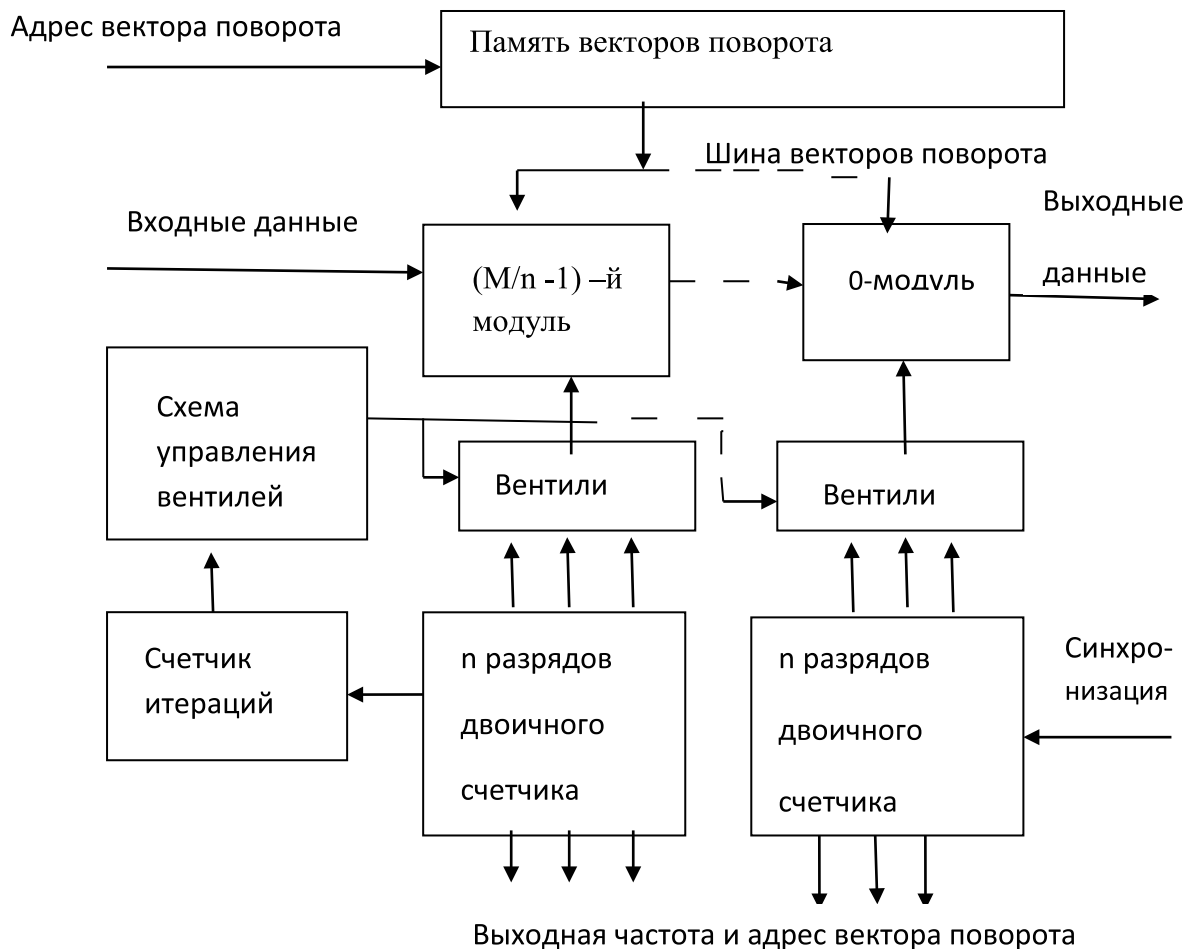 Адрес вектора поворота
Память векторов поворота
Шина векторов поворота
Входные данные
Выходные
данные
(M/n -1) –й
модуль
0-модуль
Схема
управления
вентилей
Вентили
Вентили
Счетчик
итераций
n разрядов
двоичного
счетчика
n разрядов
двоичного
счетчика
Синхро-
низация
Выходная частота и адрес вектора поворота